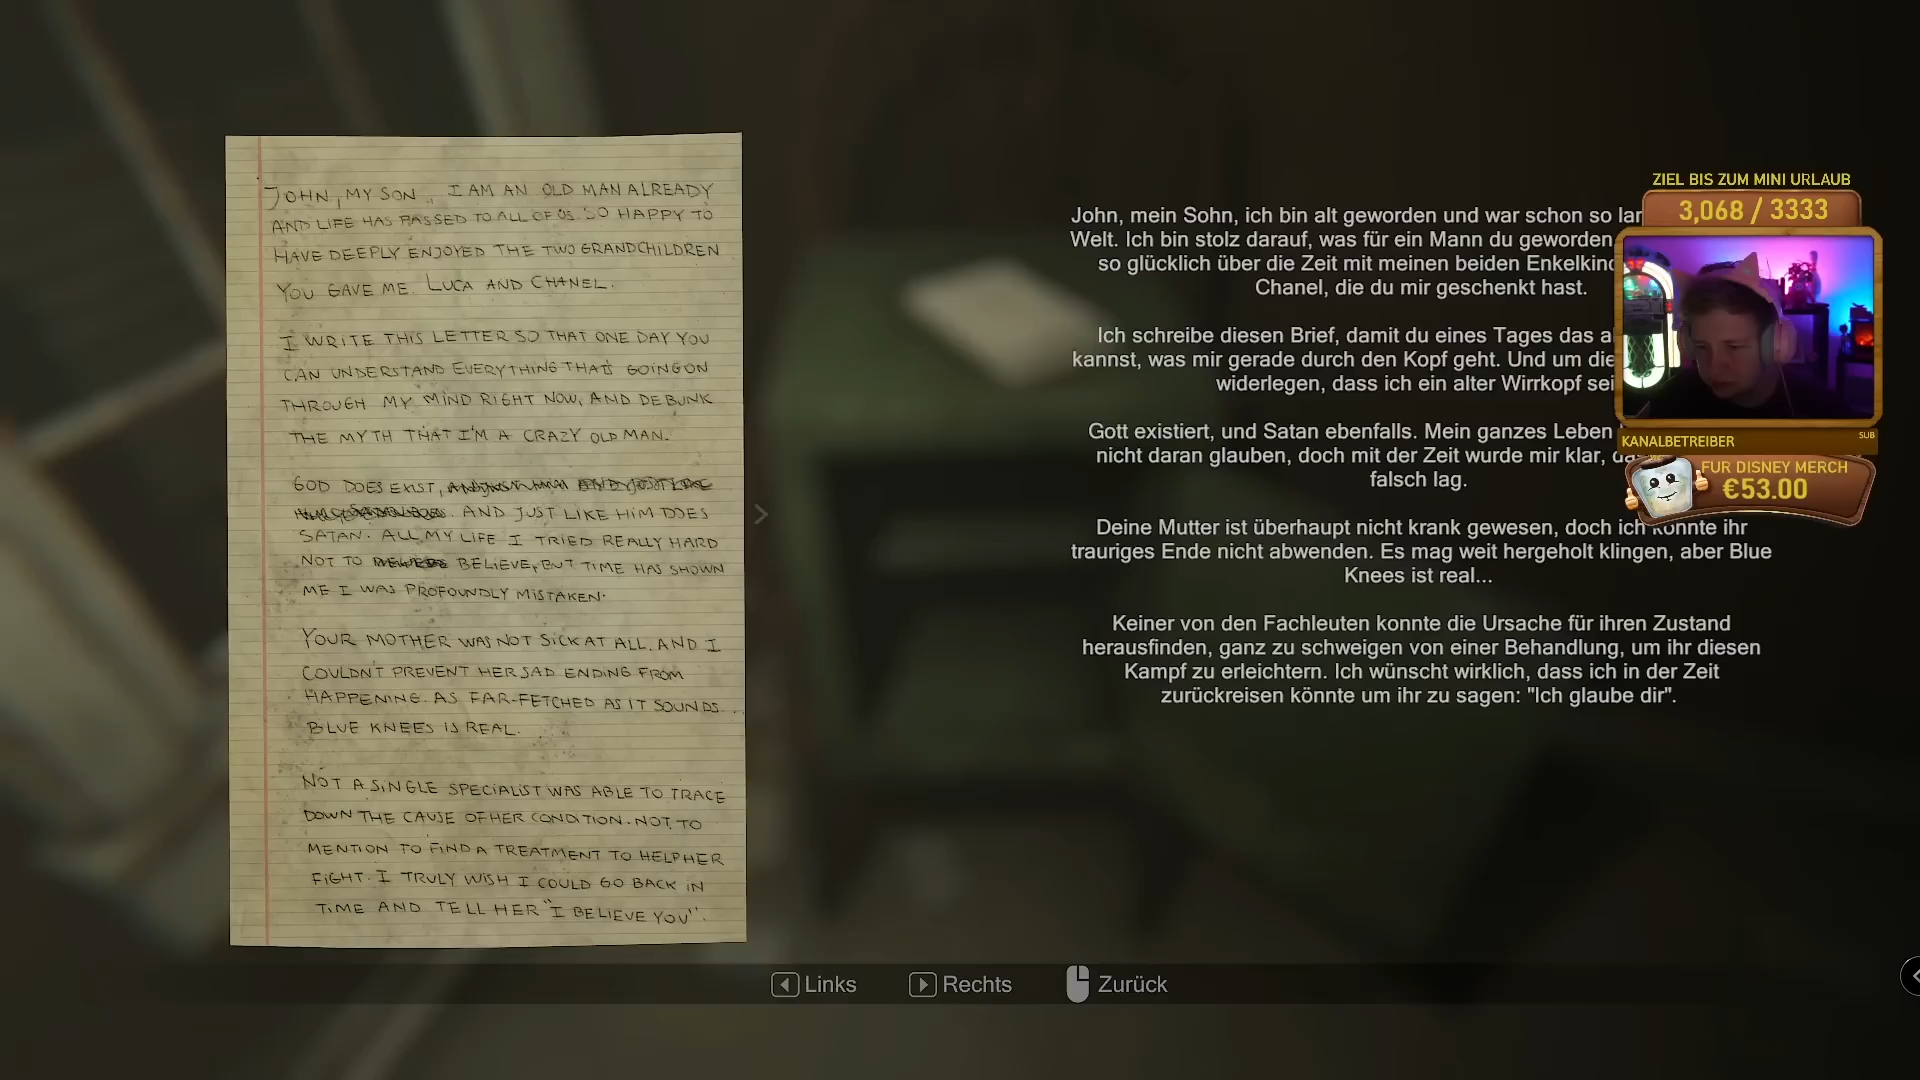 JOHN, MY SON... I AM AN OLD MAN ALREADY
AND LIFE HAS PASSED TO ALL OF US. SO HAPPY TO
HAVE DEEPLY ENJOYED THE TWO GRANDCHILDREN
YOU GAVE ME. LUCA AND CHANEL.
I WRITE THIS LETTER SO THAT ONE DAY YOU
CAN UNDERSTAND EVERYTHING THATS GOING ON
THROUGH MY MIND RIGHT NOW, AND DEBUNK
THE MYTH THAT I'M A CRAZY OLD MAN.
GOD DOES EXIST,
. AND JUST LIKE HIM DOES
SATAN. ALL MY LIFE I TRIED REALLY HARD
NOT TO BELIEVE, BUT TIME HAS SHOWN
ME I WAS PROFOUNDLY MISTAKEN.
YOUR MOTHER WAS NOT SICK AT ALL. AND I
COULDN'T PREVENT HER SAD ENDING FROM
HAPPENING. AS FAR-FETCHED AS IT SOUNDS...
BLUE KNEES IS REAL.
NOT A SINGLE SPECIALIST WAS ABLE TO TRACE
DOWN THE CAUSE OF HER CONDITION. NOT TO
MENTION TO FIND A TREATMENT TO HELP HER
FIGHT. I TRULY WISH I COULD GO BACK IN
TIME AND TELL HER "I BELIEVE YOU".
John, mein Sohn, ich bin alt geworden und war schon so lan
Welt. Ich bin stolz darauf, was für ein Mann du geworden
so glücklich über die Zeit mit meinen beiden Enkelkind
Chanel, die du mir geschenkt hast.
Ich schreibe diesen Brief, damit du eines Tages das al
kannst, was mir gerade durch den Kopf geht. Und um die
widerlegen, dass ich ein alter Wirrkopf sei
Gott existiert, und Satan ebenfalls. Mein ganzes Leben
nicht daran glauben, doch mit der Zeit wurde mir klar, da
falsch lag.
Deine Mutter ist überhaupt nicht krank gewesen, doch ich konnte ihr
trauriges Ende nicht abwenden. Es mag weit hergeholt klingen, aber Blue
Knees ist real...
Keiner von den Fachleuten konnte die Ursache für ihren Zustand
herausfinden, ganz zu schweigen von einer Behandlung, um ihr diesen
Kampf zu erleichtern. Ich wünscht wirklich, dass ich in der Zeit
zurückreisen könnte um ihr zu sagen: "Ich glaube dir".
ZIEL BIS ZUM MINI URLAUB
3,068 / 3333
KANALBETREIBER
SUB
FUR DISNEY MERCH
€53.00
Links
Rechts
Zurück